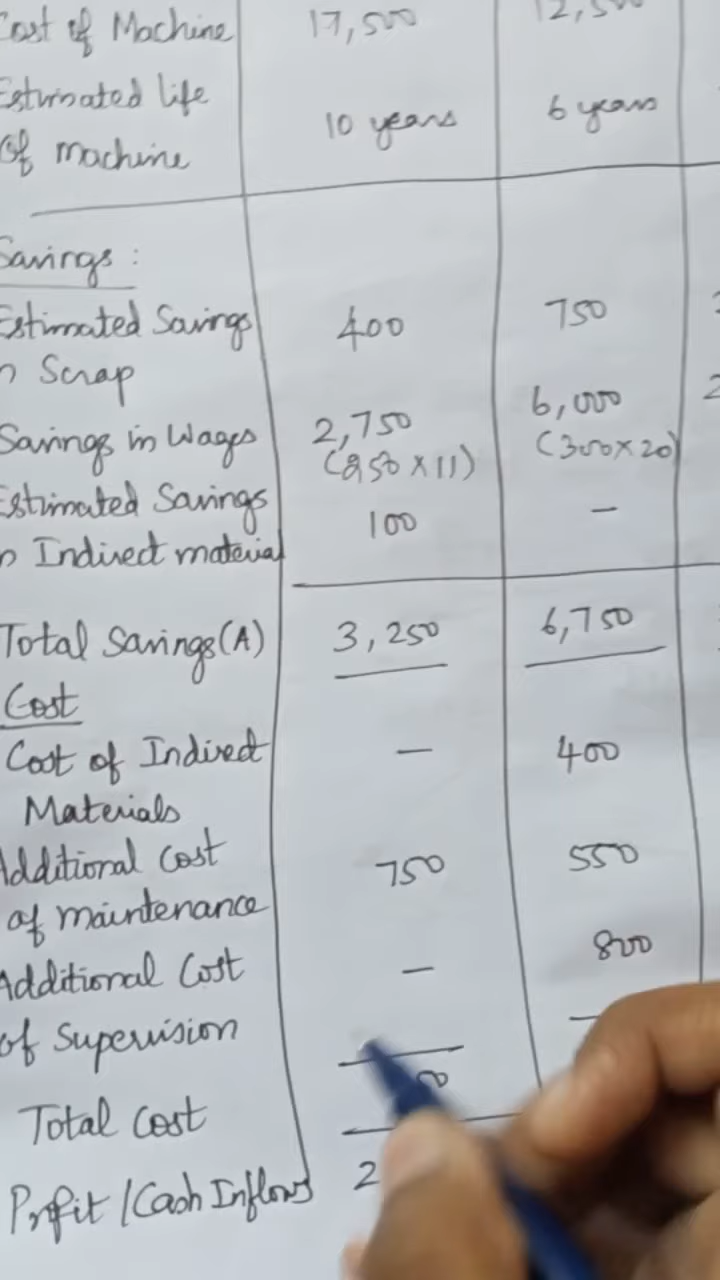 Cost of Machine 17,500 12,500
Estimated life
of machine 10 years 6 years
Savings:
Estimated Savings 400 750
n Scrap
Savings in Wages 2,750 6,000
(250 x 11) (300 x 20)
Estimated Savings
n Indirect material 100 —
Total Savings(A) 3,250 6,750
Cost
Cost of Indirect — 400
Materials
Additional Cost 750 550
of maintenance
Additional Cost — 800
of Supervision
Total Cost
Profit / Cash Inflows 2